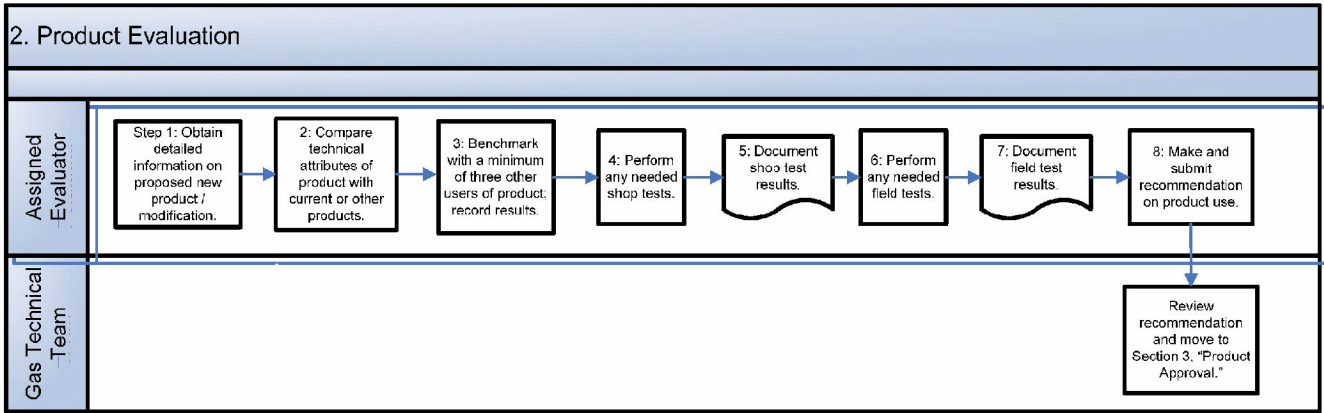 2. Product Evaluation
Assigned
Evaluator
Step 1: Obtain
detailed
information on
proposed new
product /
modification.
2: Compare
technical
attributes of
product with
current or other
products.
3: Benchmark
with a minimum
of three other
users of product;
record results.
4: Perform
any needed
shop tests.
5: Document
shop test
results.
6: Perform
any needed
field tests.
7: Document
field test
results.
8: Make and
submit
recommendation
on product use.
Gas Technical
Team
Review
recommendation
and move to
Section 3, “Product
Approval.”